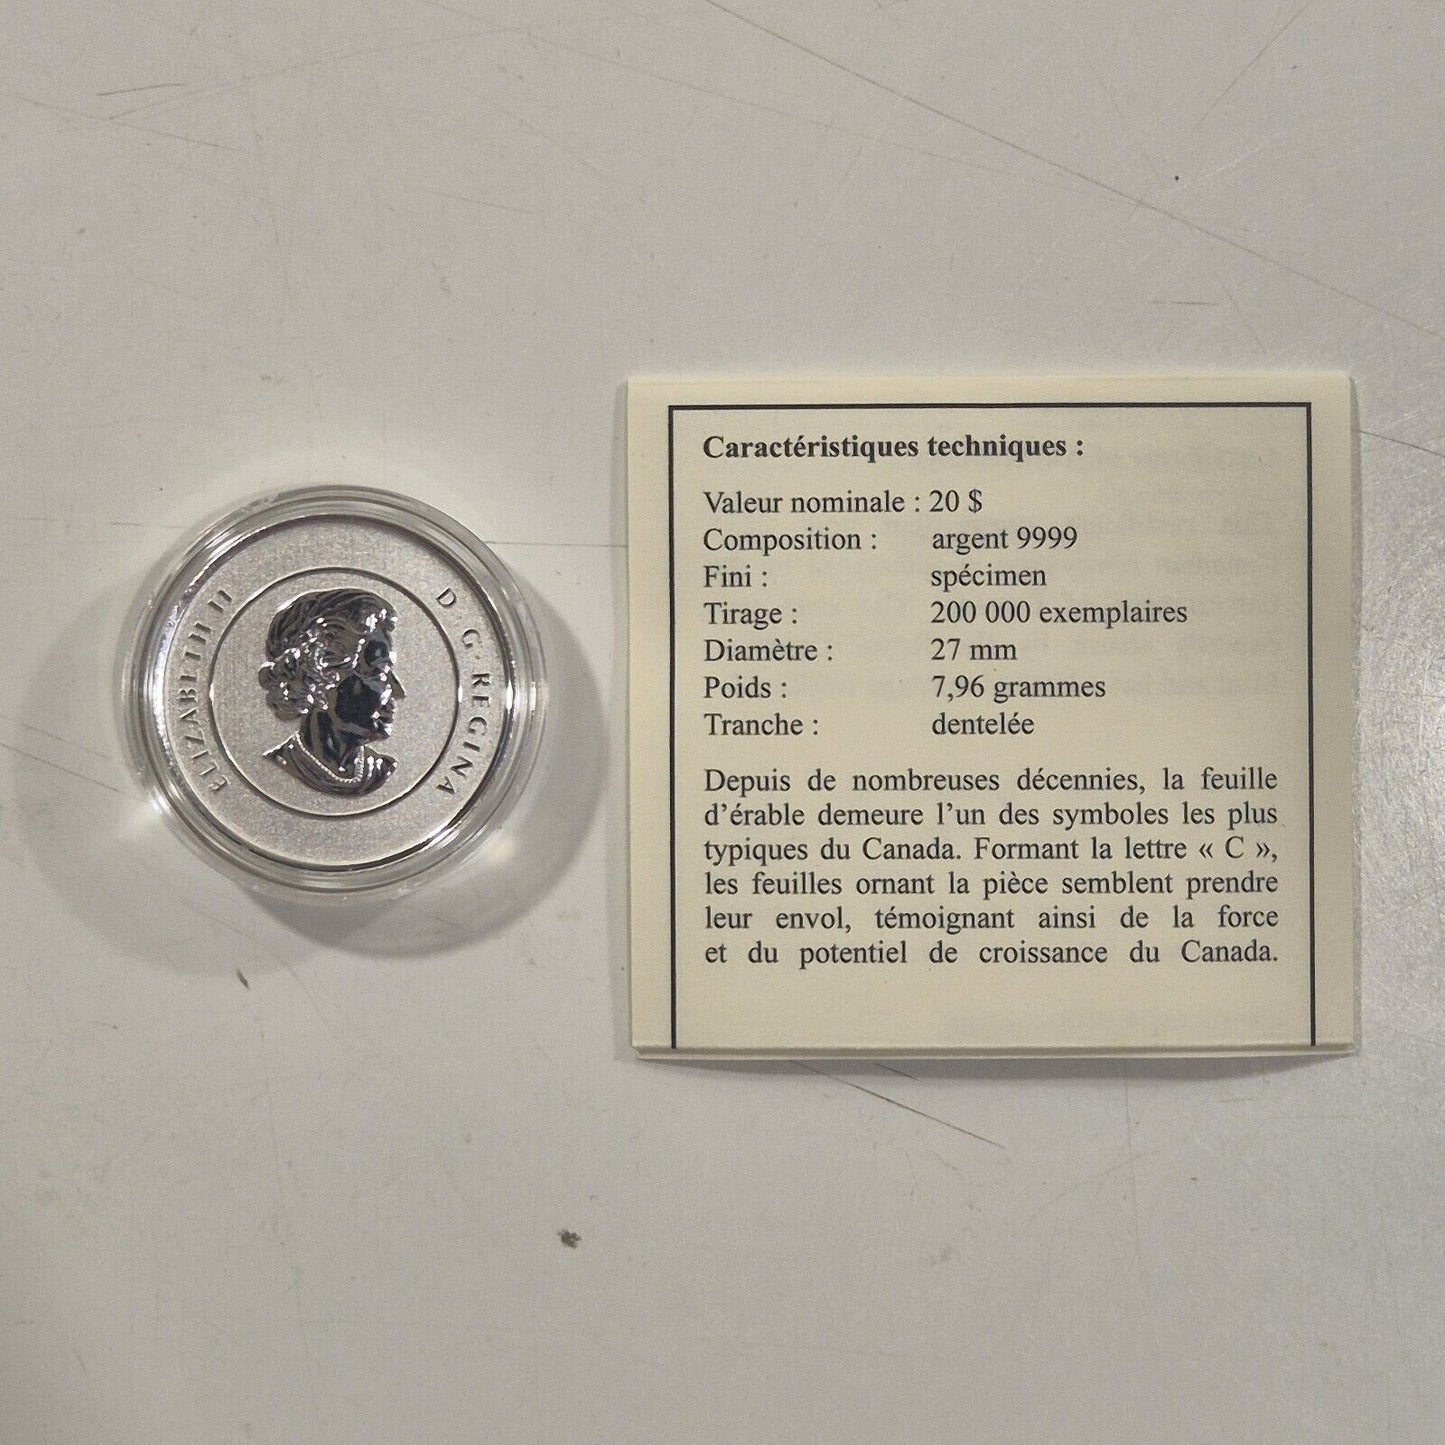 ELIZABETH II D·G·REGINA
Caractéristiques techniques :
Valeur nominale : 20 $
Composition : argent 9999
Fini : spécimen
Tirage : 200 000 exemplaires
Diamètre : 27 mm
Poids : 7,96 grammes
Tranche : dentelée
Depuis de nombreuses décennies, la feuille
d'érable demeure l'un des symboles les plus
typiques du Canada. Formant la lettre « C »,
les feuilles ornant la pièce semblent prendre
leur envol, témoignant ainsi de la force
et du potentiel de croissance du Canada.